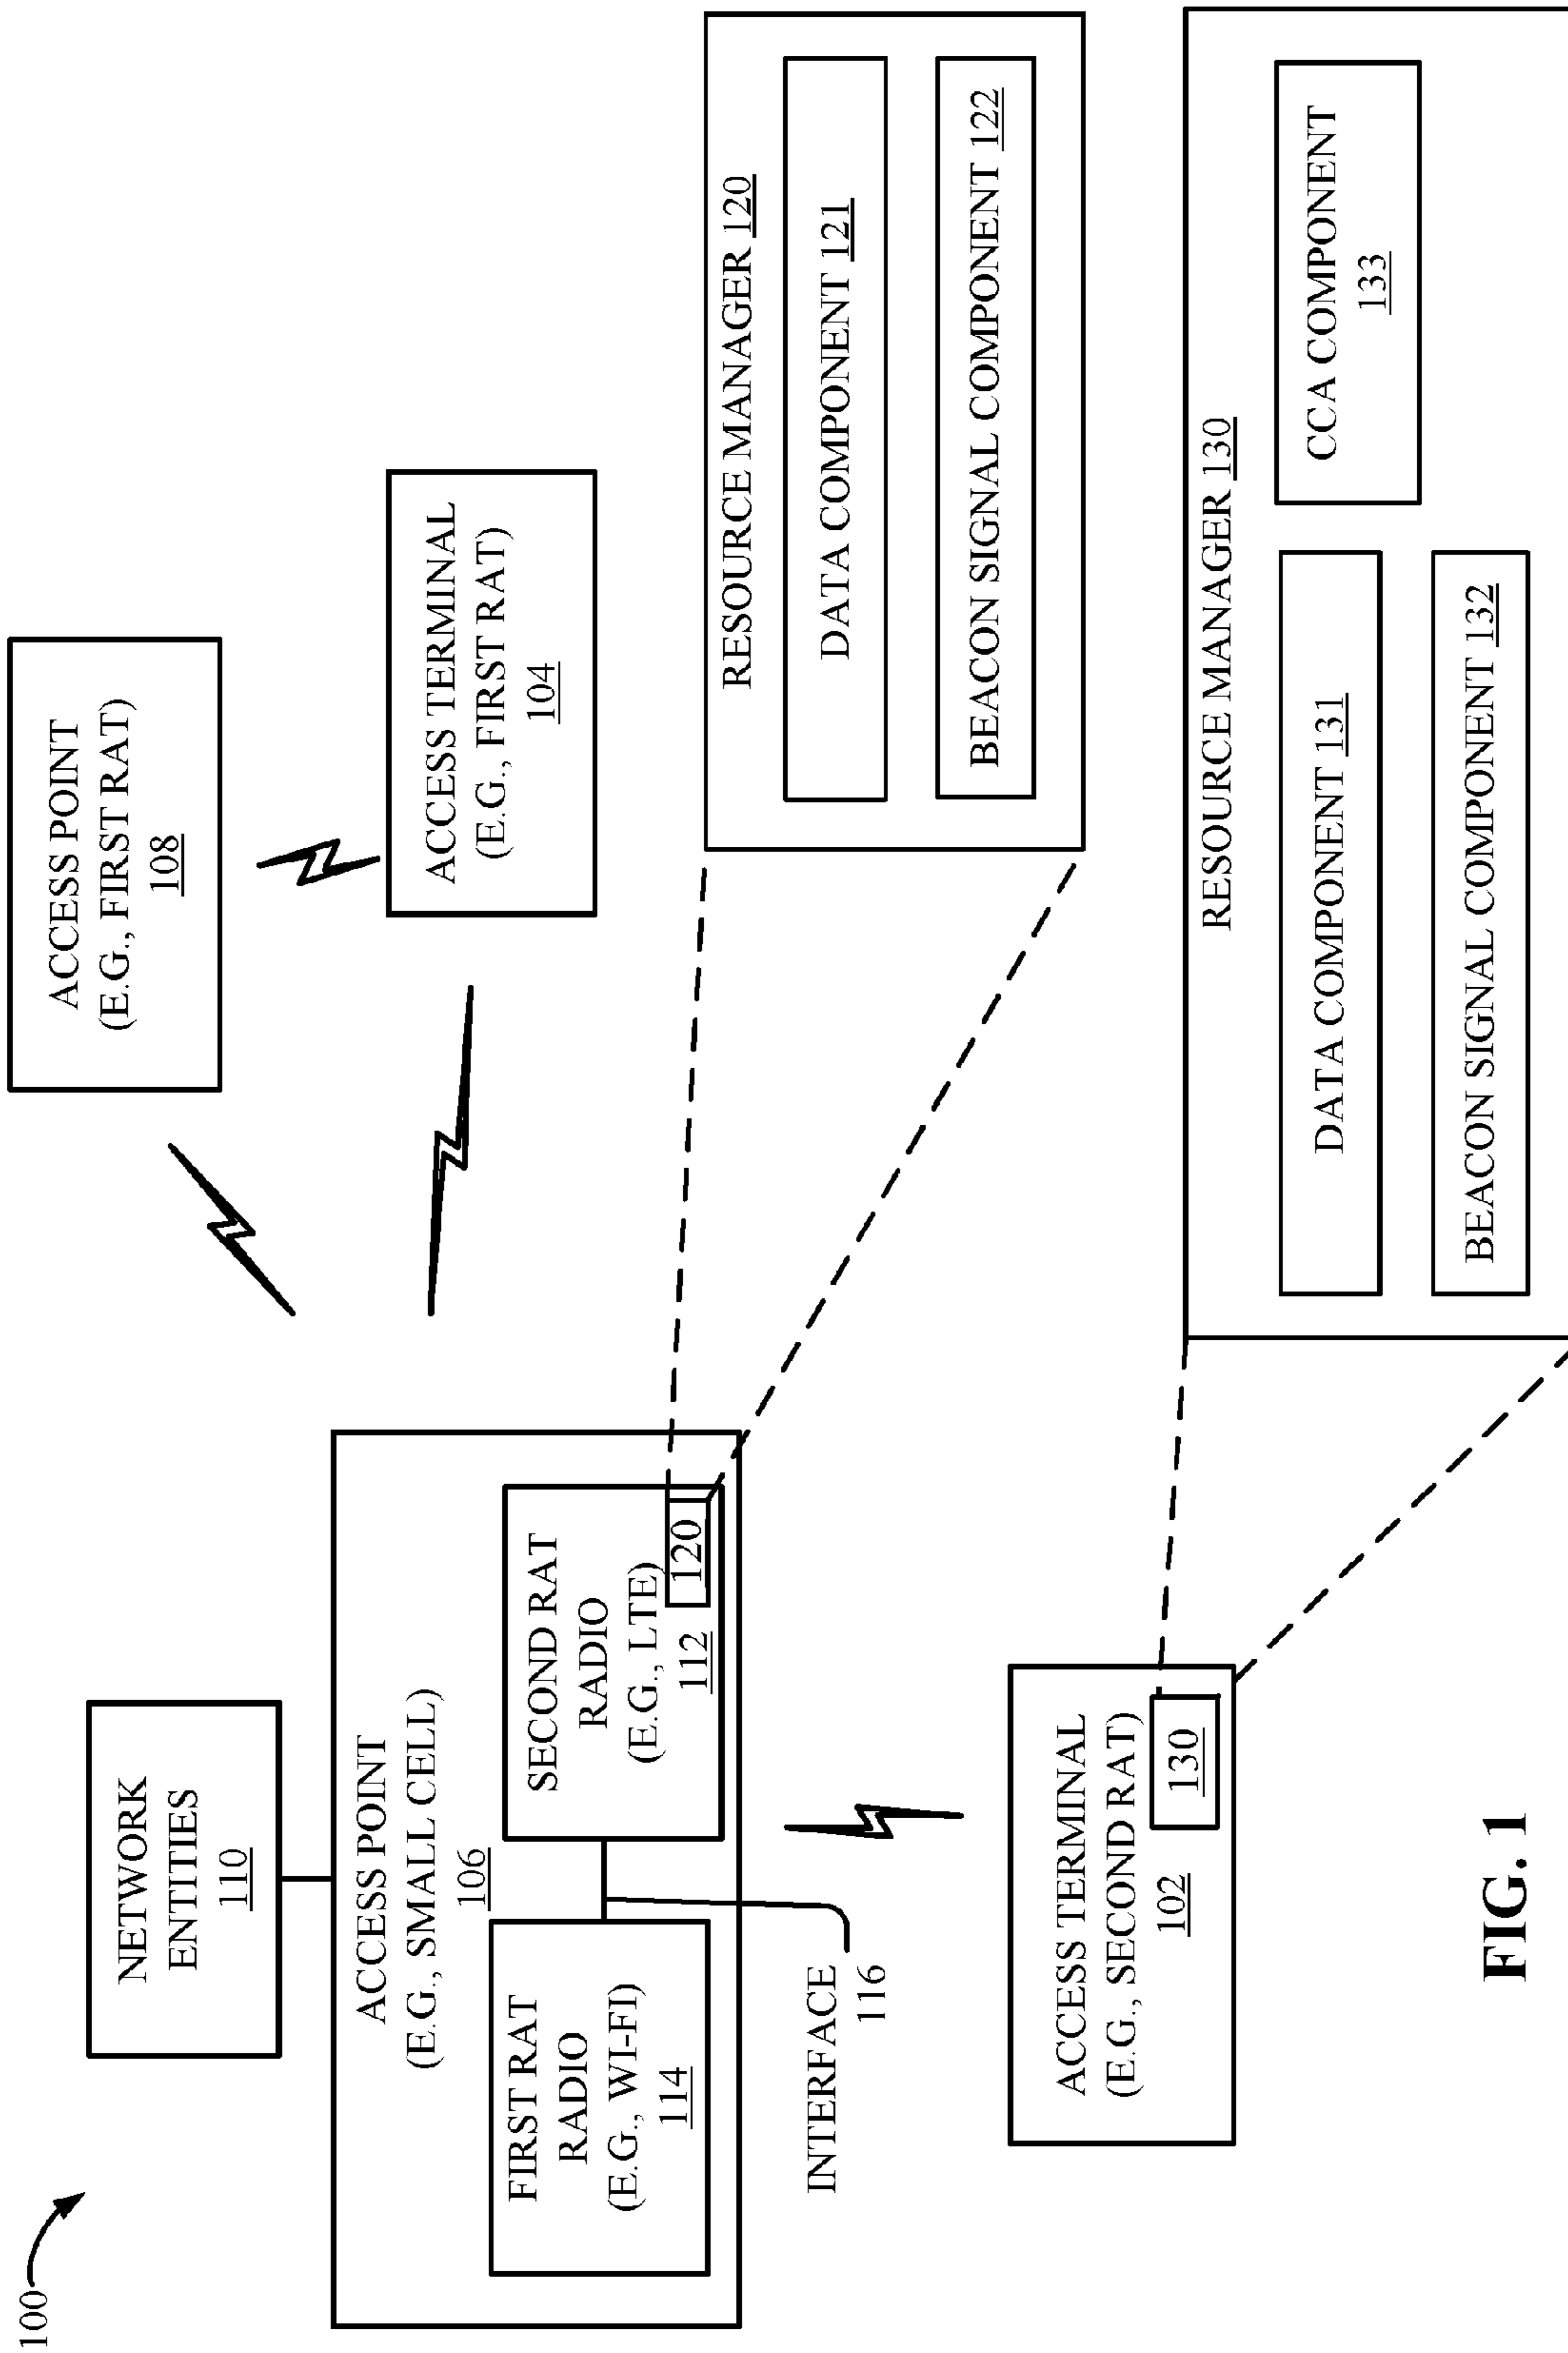 100
NETWORK
ENTITIES
110
ACCESS POINT
(E.G., FIRST RAT)
108
ACCESS POINT
(E.G., SMALL CELL)
106
FIRST RAT
RADIO
(E.G., WI-FI)
114
SECOND RAT
RADIO
(E.G., LTE)
112
120
ACCESS TERMINAL
(E.G., FIRST RAT)
104
INTERFACE
116
RESOURCE MANAGER 120
DATA COMPONENT 121
BEACON SIGNAL COMPONENT 122
ACCESS TERMINAL
(E.G., SECOND RAT)
102
130
RESOURCE MANAGER 130
DATA COMPONENT 131
BEACON SIGNAL COMPONENT 132
CCA COMPONENT
133
FIG. 1